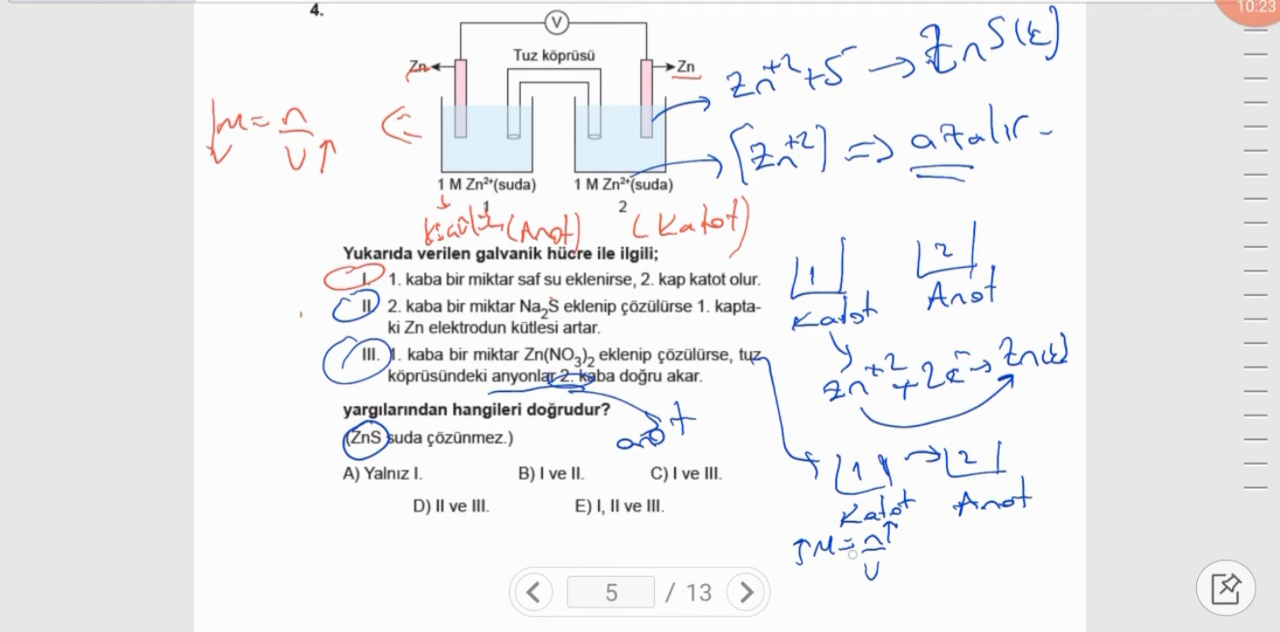 10:23
4.
V
Tuz köprüsü
Zn
Zn
Zn⁺² + S⁻ → ZnS(k)
M = n
V ↑
[Zn⁺²] ⇒ azalır
1 M Zn²⁺(suda)
1 M Zn²⁺(suda)
1
2
(Anot)
(Katot)
Yukarıda verilen galvanik hücre ile ilgili;
I. 1. kaba bir miktar saf su eklenirse, 2. kap katot olur.
II. 2. kaba bir miktar Na₂S eklenip çözülürse 1. kapta-
ki Zn elektrodun kütlesi artar.
III. 1. kaba bir miktar Zn(NO₃)₂ eklenip çözülürse, tuz
köprüsündeki anyonlar 2. kaba doğru akar.
yargılarından hangileri doğrudur?
(ZnS suda çözünmez.)
A) Yalnız I.
B) I ve II.
C) I ve III.
D) II ve III.
E) I, II ve III.
anot
1
2
Katot
Anot
Zn⁺² + 2e⁻ → Zn(k)
1 → 2
Katot
Anot
↑M = n↑
V
5 / 13